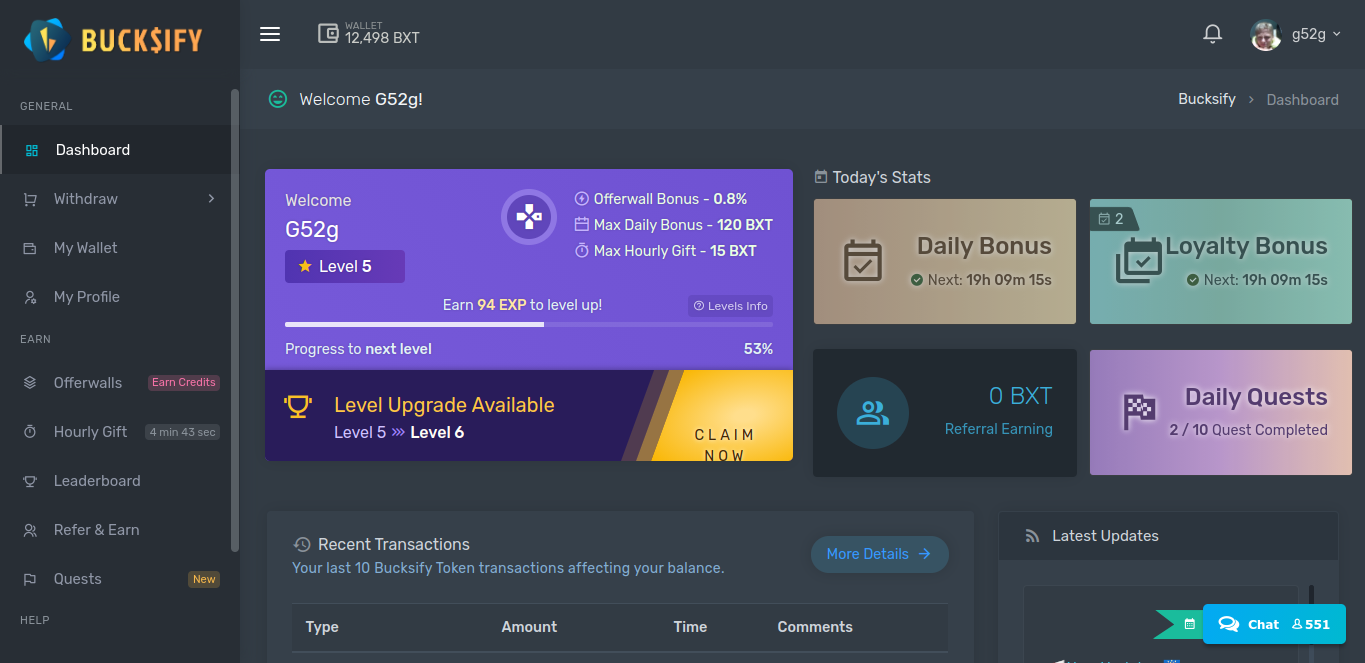 BUCK$IFY
WALLET
12,498 BXT
g52g
GENERAL
Dashboard
Withdraw
My Wallet
My Profile
EARN
Offerwalls
Earn Credits
Hourly Gift
4 min 43 sec
Leaderboard
Refer & Earn
Quests
New
HELP
Welcome G52g!
Bucksify > Dashboard
Welcome
G52g
Level 5
Offerwall Bonus - 0.8%
Max Daily Bonus - 120 BXT
Max Hourly Gift - 15 BXT
Earn 94 EXP to level up!
Levels Info
Progress to next level
53%
Level Upgrade Available
Level 5 >>> Level 6
CLAIM
NOW
Today's Stats
Daily Bonus
Next: 19h 09m 15s
2
Loyalty Bonus
Next: 19h 09m 15s
0 BXT
Referral Earning
Daily Quests
2 / 10 Quest Completed
Recent Transactions
Your last 10 Bucksify Token transactions affecting your balance.
More Details
Type Amount Time Comments
Latest Updates
Chat 551